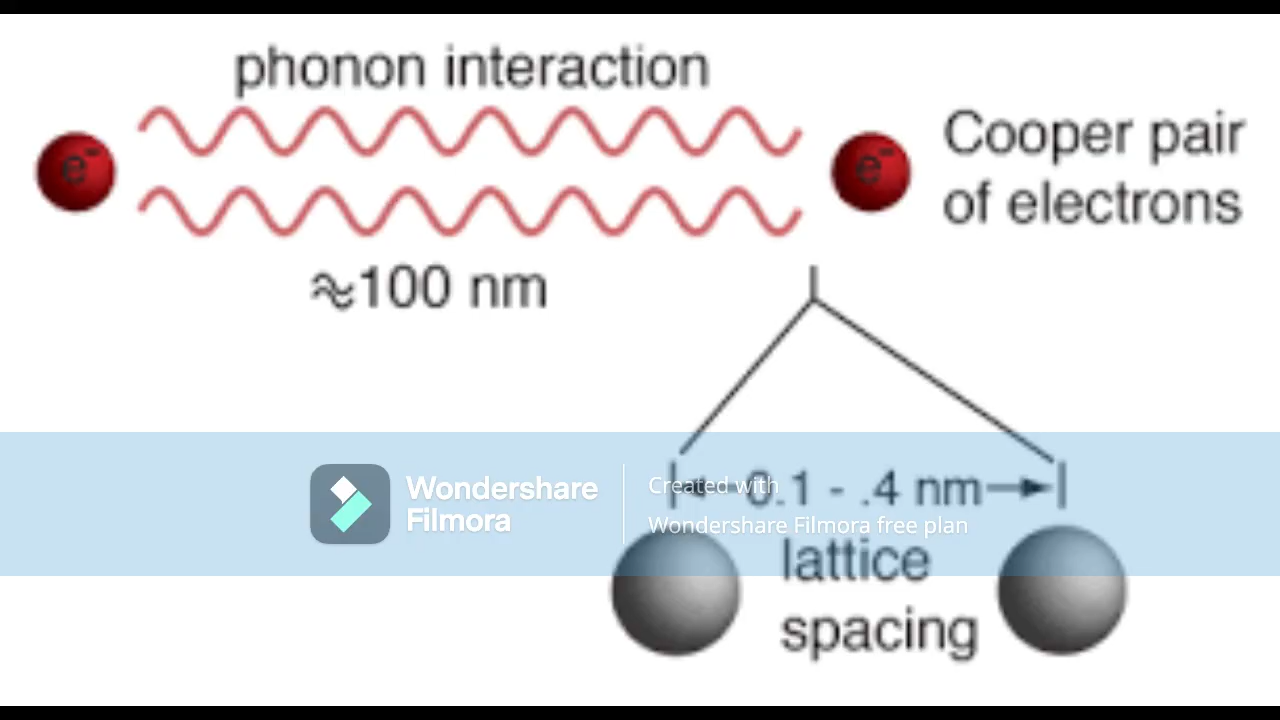 phonon interaction
e⁻
e⁻
Cooper pair
of electrons
≈100 nm
0.1 - .4 nm
lattice
spacing
Wondershare
Filmora
Created with
Wondershare Filmora free plan